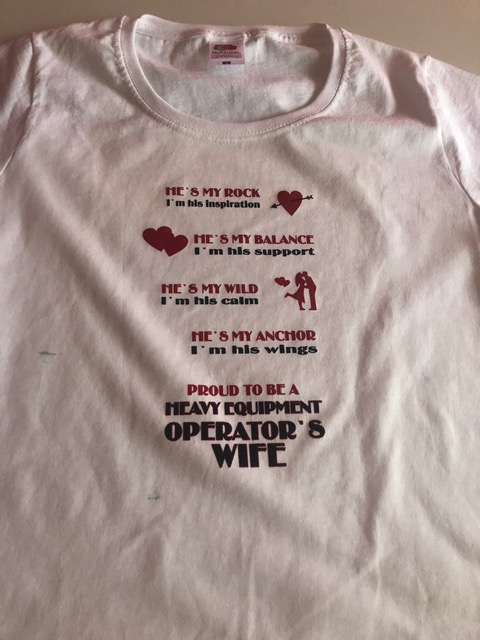 HE'S MY ROCK
I'm his inspiration
HE'S MY BALANCE
I'm his support
HE'S MY WILD
I'm his calm
HE'S MY ANCHOR
I'm his wings
PROUD TO BE A
HEAVY EQUIPMENT
OPERATOR'S
WIFE